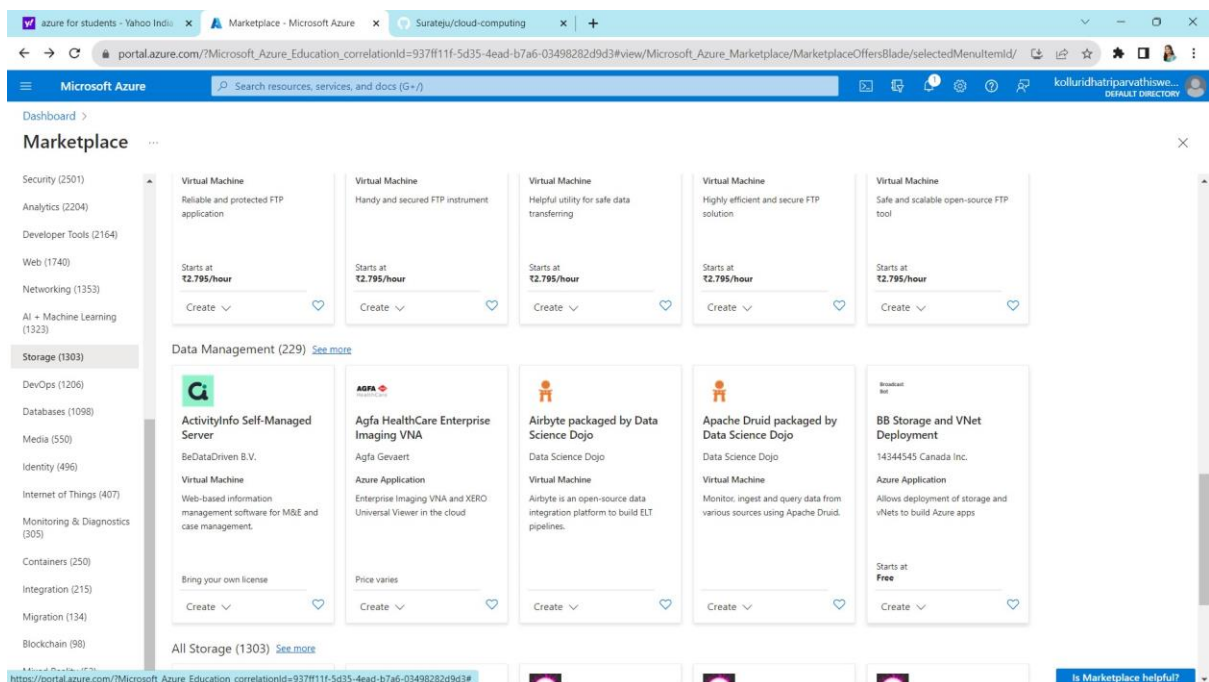 azure for students - Yahoo India
Marketplace - Microsoft Azure
Surateju/cloud-computing
portal.azure.com/?Microsoft_Azure_Education_correlationId=937ff11f-5d35-4ead-b7a6-03498282d9d3#view/Microsoft_Azure_Marketplace/MarketplaceOffersBlade/selectedMenuItemId/
Microsoft Azure
Search resources, services, and docs (G+/)
kolluridhatriparvathiswe...
DEFAULT DIRECTORY
Dashboard >
Marketplace ...
Security (2501)
Analytics (2204)
Developer Tools (2164)
Web (1740)
Networking (1353)
AI + Machine Learning
(1323)
Storage (1303)
DevOps (1206)
Databases (1098)
Media (550)
Identity (496)
Internet of Things (407)
Monitoring & Diagnostics
(305)
Containers (250)
Integration (215)
Migration (134)
Blockchain (98)
Virtual Machine
Reliable and protected FTP
application
Starts at
₹2.795/hour
Create
Virtual Machine
Handy and secured FTP instrument
Starts at
₹2.795/hour
Create
Virtual Machine
Helpful utility for safe data
transferring
Starts at
₹2.795/hour
Create
Virtual Machine
Highly efficient and secure FTP
solution
Starts at
₹2.795/hour
Create
Virtual Machine
Safe and scalable open-source FTP
tool
Starts at
₹2.795/hour
Create
Data Management (229) See more
ActivityInfo Self-Managed
Server
BeDataDriven B.V.
Virtual Machine
Web-based information
management software for M&E and
case management.
Bring your own license
Create
AGFA
HealthCare
Agfa HealthCare Enterprise
Imaging VNA
Agfa Gevaert
Azure Application
Enterprise Imaging VNA and XERO
Universal Viewer in the cloud
Price varies
Create
Airbyte packaged by Data
Science Dojo
Data Science Dojo
Virtual Machine
Airbyte is an open-source data
integration platform to build ELT
pipelines.
Create
Apache Druid packaged by
Data Science Dojo
Data Science Dojo
Virtual Machine
Monitor, ingest and query data from
various sources using Apache Druid.
Create
Broadcast
Bot
BB Storage and VNet
Deployment
14344545 Canada Inc.
Azure Application
Allows deployment of storage and
vNets to build Azure apps
Starts at
Free
Create
All Storage (1303) See more
https://portal.azure.com/?Microsoft_Azure_Education_correlationId=937ff11f-5d35-4ead-b7a6-03498282d9d3#
Is Marketplace helpful?